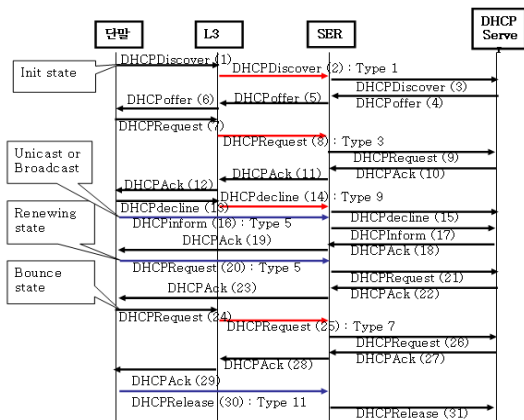 단말
L3
SER
DHCP
Serve
Init state
DHCPDiscover (1)
DHCPDiscover (2) : Type 1
DHCPDiscover (3)
DHCPoffer (4)
DHCPoffer (5)
DHCPoffer (6)
DHCPRequest (7)
DHCPRequest (8) : Type 3
DHCPRequest (9)
DHCPAck (10)
DHCPAck (11)
DHCPAck (12)
Unicast or
Broadcast
DHCPdecline (13)
DHCPdecline (14) : Type 9
DHCPdecline (15)
DHCPinform (16) : Type 5
DHCPInform (17)
DHCPAck (18)
DHCPAck (19)
Renewing
state
DHCPRequest (20) : Type 5
DHCPRequest (21)
DHCPAck (22)
DHCPAck (23)
Bounce
state
DHCPRequest (24)
DHCPRequest (25) : Type 7
DHCPRequest (26)
DHCPAck (27)
DHCPAck (28)
DHCPAck (29)
DHCPRelease (30) : Type 11
DHCPRelease (31)